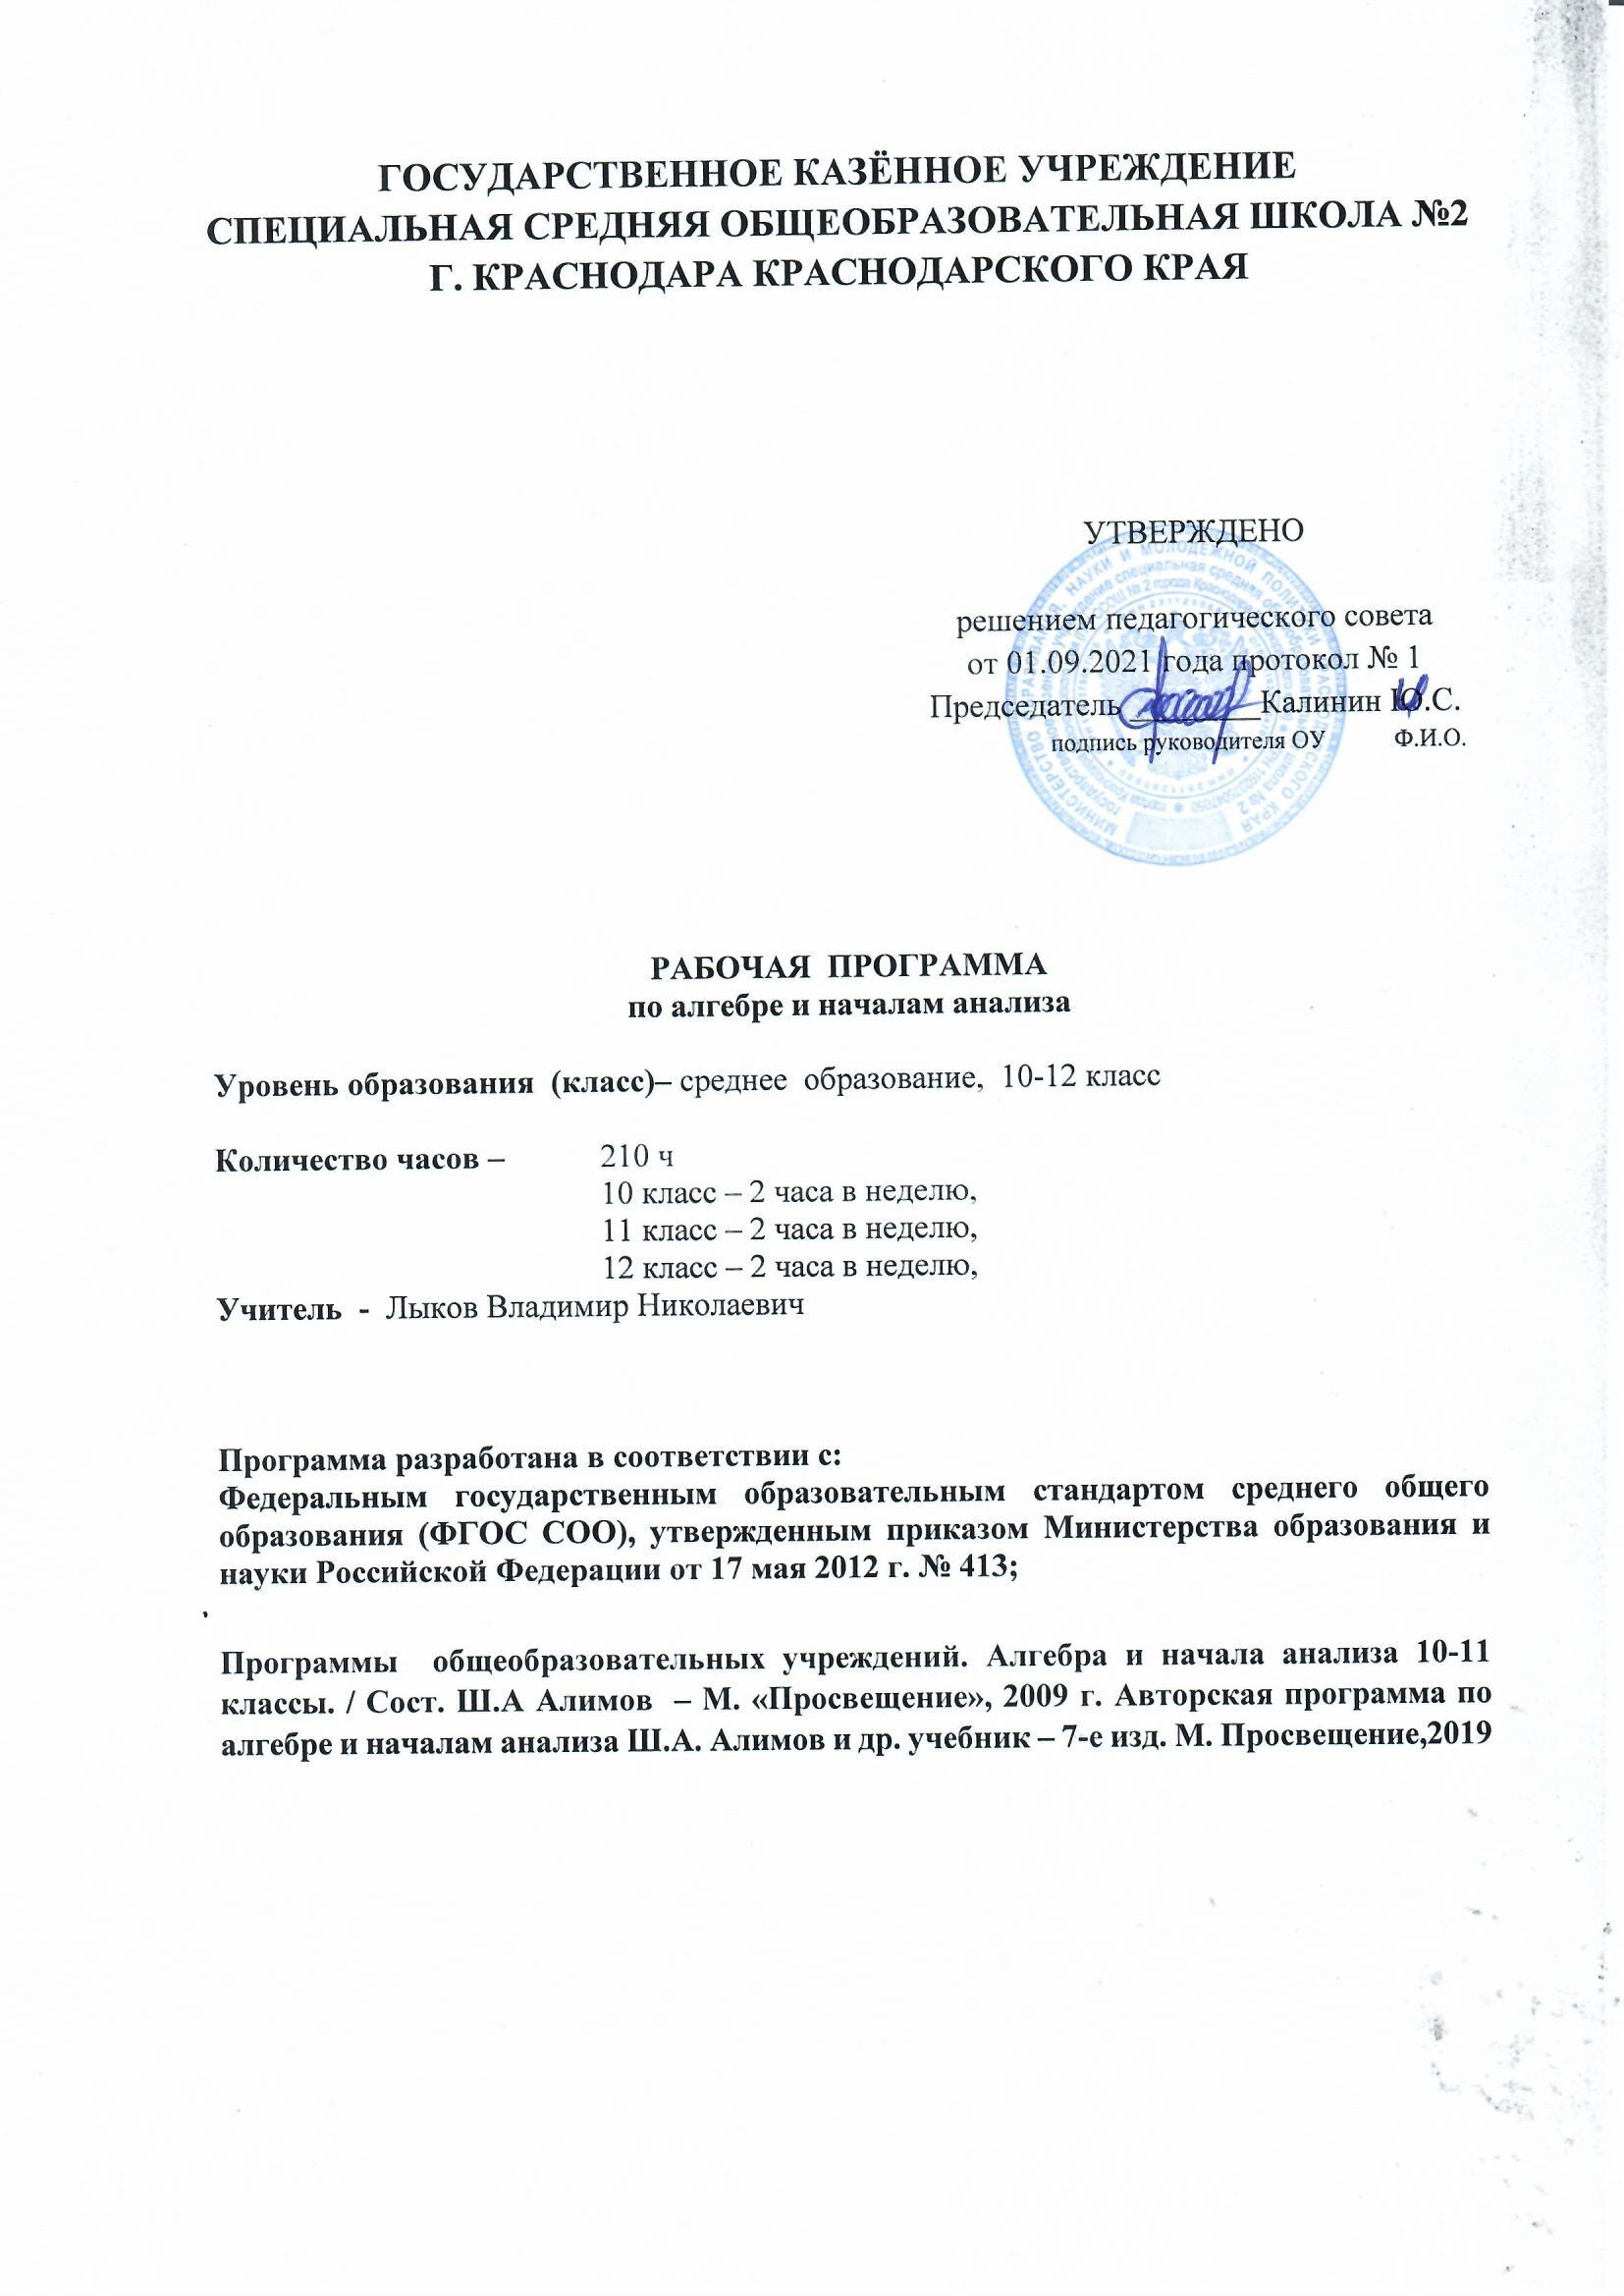 ГОСУДАРСТВЕННОЕ КАЗЁННОЕ УЧРЕЖДЕНИЕ
СПЕЦИАЛЬНАЯ СРЕДНЯЯ ОБЩЕОБРАЗОВАТЕЛЬНАЯ ШКОЛА №2
Г. КРАСНОДАРА КРАСНОДАРСКОГО КРАЯ
УТВЕРЖДЕНО
решением педагогического совета
от 01.09.2021 года протокол № 1
Председатель _________Калинин Ю.С.
подпись руководителя ОУ Ф.И.О.
РАБОЧАЯ ПРОГРАММА
по алгебре и началам анализа
Уровень образования (класс)– среднее образование, 10-12 класс
Количество часов – 210 ч
10 класс – 2 часа в неделю,
11 класс – 2 часа в неделю,
12 класс – 2 часа в неделю,
Учитель - Лыков Владимир Николаевич
Программа разработана в соответствии с:
Федеральным государственным образовательным стандартом среднего общего
образования (ФГОС СОО), утвержденным приказом Министерства образования и
науки Российской Федерации от 17 мая 2012 г. № 413;
Программы общеобразовательных учреждений. Алгебра и начала анализа 10-11
классы. / Сост. Ш.А Алимов – М. «Просвещение», 2009 г. Авторская программа по
алгебре и началам анализа Ш.А. Алимов и др. учебник – 7-е изд. М. Просвещение,2019